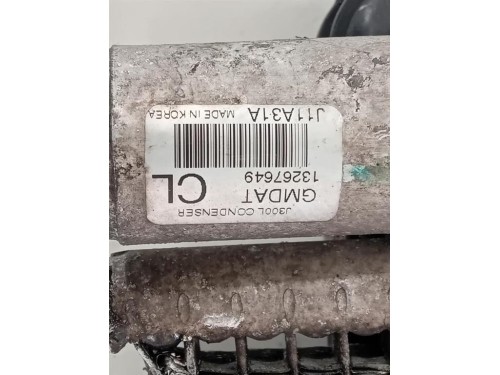 J300L CONDENSER
GMDAT
13267649
CL
J11A31A
MADE IN KOREA